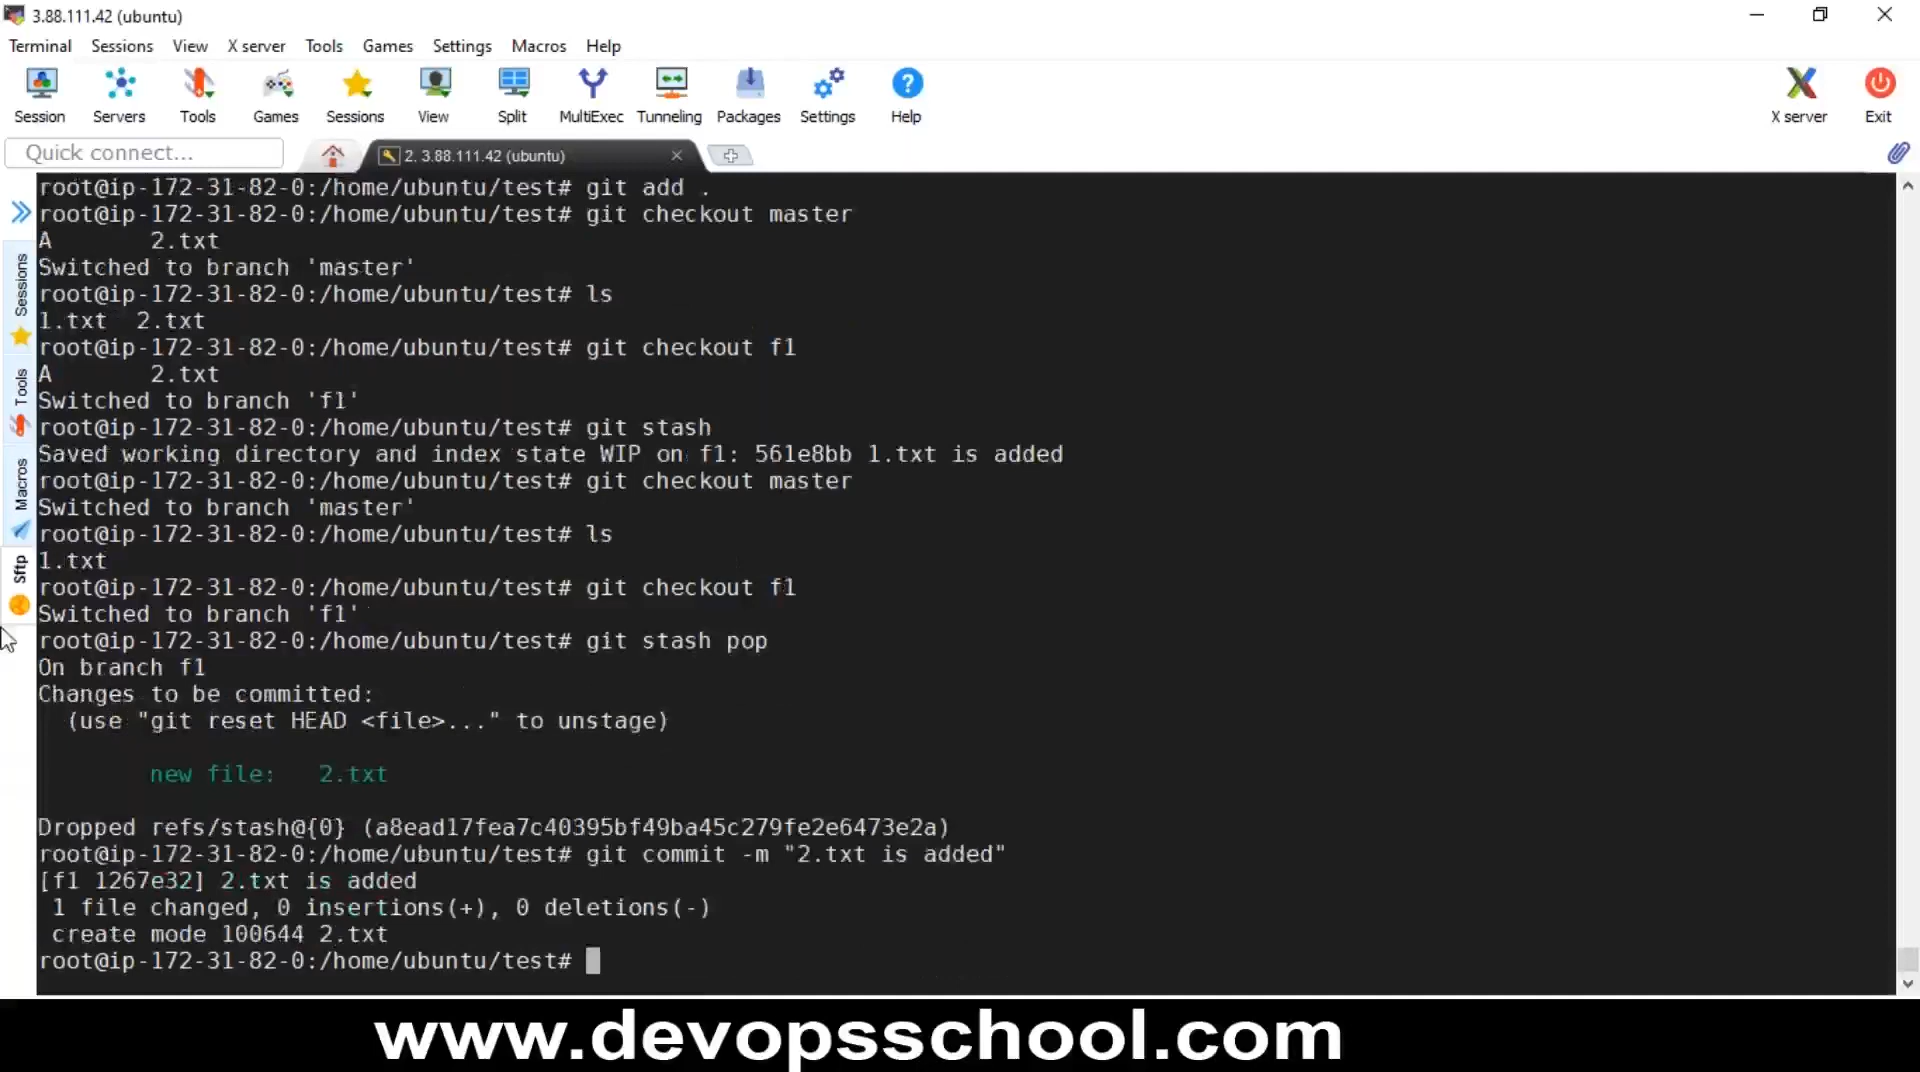 3.88.111.42 (ubuntu)
Terminal Sessions View X server Tools Games Settings Macros Help
Session Servers Tools Games Sessions View Split MultiExec Tunneling Packages Settings Help X server Exit
Quick connect...
2. 3.88.111.42 (ubuntu)
Sessions
Tools
Macros
Sftp
root@ip-172-31-82-0:/home/ubuntu/test# git add .
root@ip-172-31-82-0:/home/ubuntu/test# git checkout master
A       2.txt
Switched to branch 'master'
root@ip-172-31-82-0:/home/ubuntu/test# ls
1.txt  2.txt
root@ip-172-31-82-0:/home/ubuntu/test# git checkout f1
A       2.txt
Switched to branch 'f1'
root@ip-172-31-82-0:/home/ubuntu/test# git stash
Saved working directory and index state WIP on f1: 561e8bb 1.txt is added
root@ip-172-31-82-0:/home/ubuntu/test# git checkout master
Switched to branch 'master'
root@ip-172-31-82-0:/home/ubuntu/test# ls
1.txt
root@ip-172-31-82-0:/home/ubuntu/test# git checkout f1
Switched to branch 'f1'
root@ip-172-31-82-0:/home/ubuntu/test# git stash pop
On branch f1
Changes to be committed:
  (use "git reset HEAD <file>..." to unstage)
        new file:   2.txt
Dropped refs/stash@{0} (a8ead17fea7c40395bf49ba45c279fe2e6473e2a)
root@ip-172-31-82-0:/home/ubuntu/test# git commit -m "2.txt is added"
[f1 1267e32] 2.txt is added
 1 file changed, 0 insertions(+), 0 deletions(-)
 create mode 100644 2.txt
root@ip-172-31-82-0:/home/ubuntu/test#
www.devopsschool.com